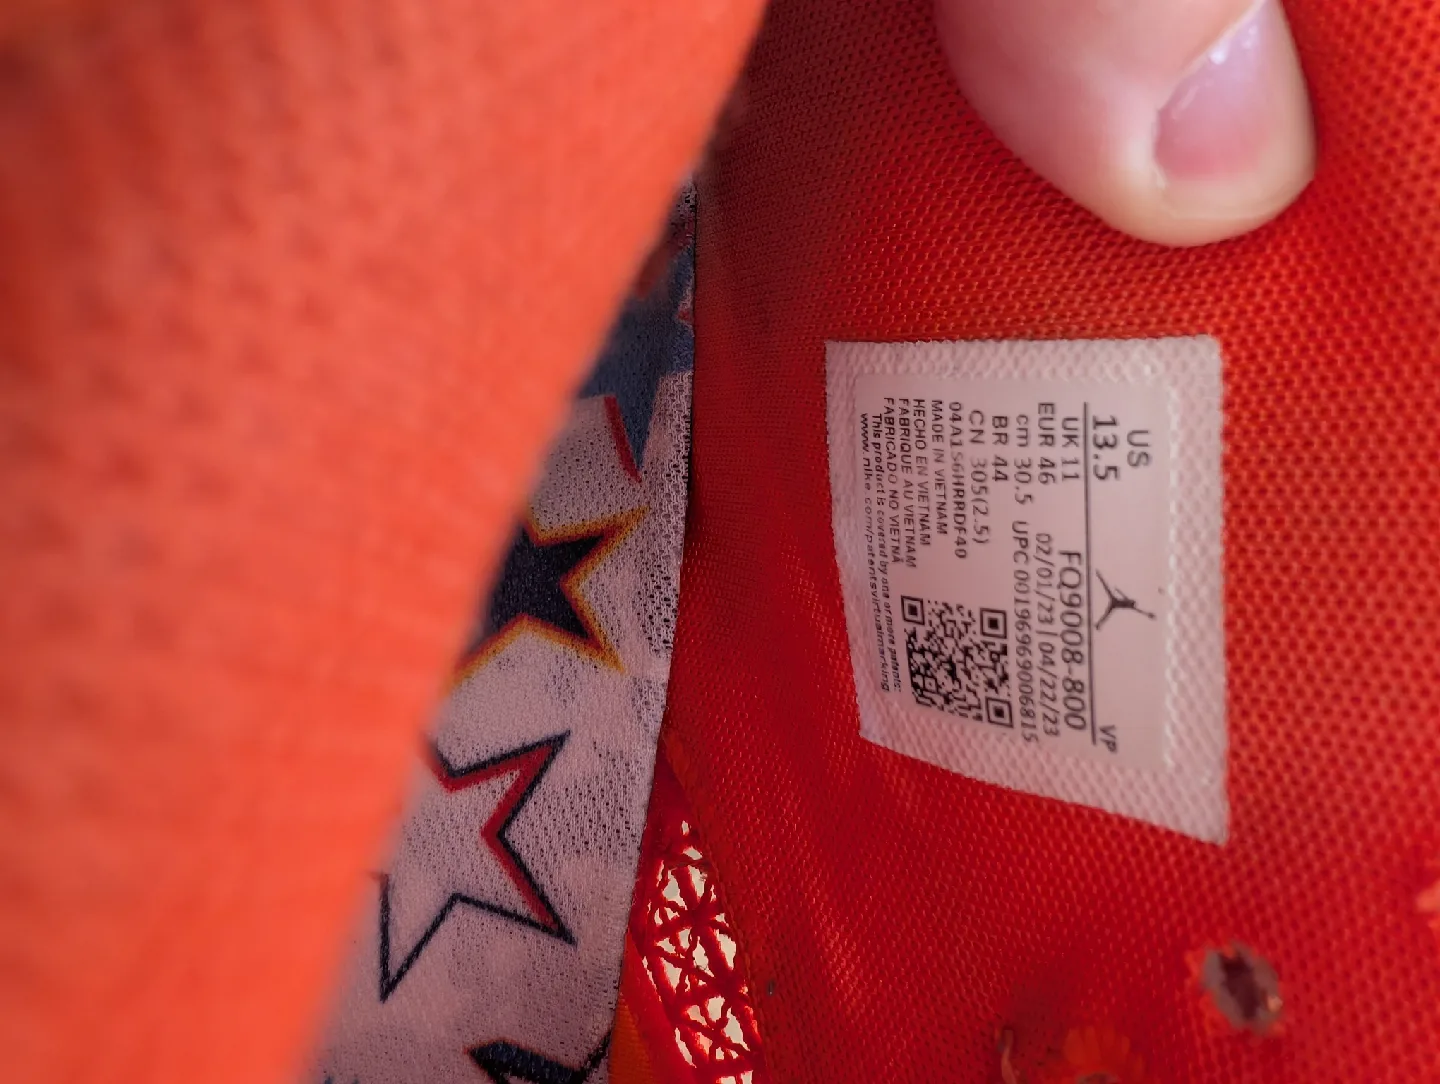 US
13.5
VP
UK 11
FQ9008-800
EUR 46
02/01/23 | 04/22/23
cm 30.5
UPC 00196969006815
BR 44
CN 305(2.5)
04A1S6HRRDF40
MADE IN VIETNAM
HECHO EN VIETNAM
FABRIQUE AU VIETNAM
FABRICADO NO VIETNÃ
This product is covered by one or more patents:
www.nike.com/patentsvirtualmarking